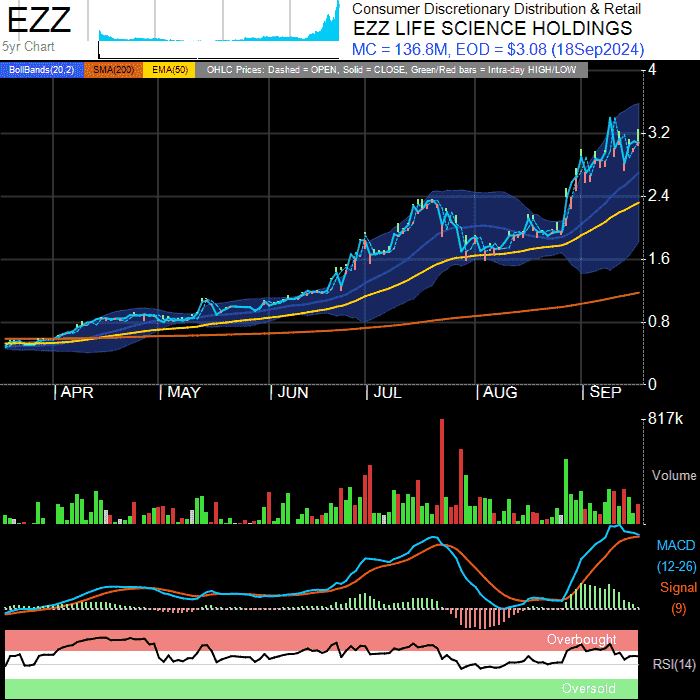 EZZ
5yr Chart
Consumer Discretionary Distribution & Retail
EZZ LIFE SCIENCE HOLDINGS
MC = 136.8M, EOD = $3.08 (18Sep2024)
BollBands(20,2) SMA(200) EMA(50) OHLC Prices: Dashed = OPEN, Solid = CLOSE, Green/Red bars = Intra-day HIGH/LOW
4
3.2
2.4
1.6
0.8
0
APR MAY JUN JUL AUG SEP
817k
Volume
MACD
(12-26)
Signal
(9)
Overbought
RSI(14)
Oversold